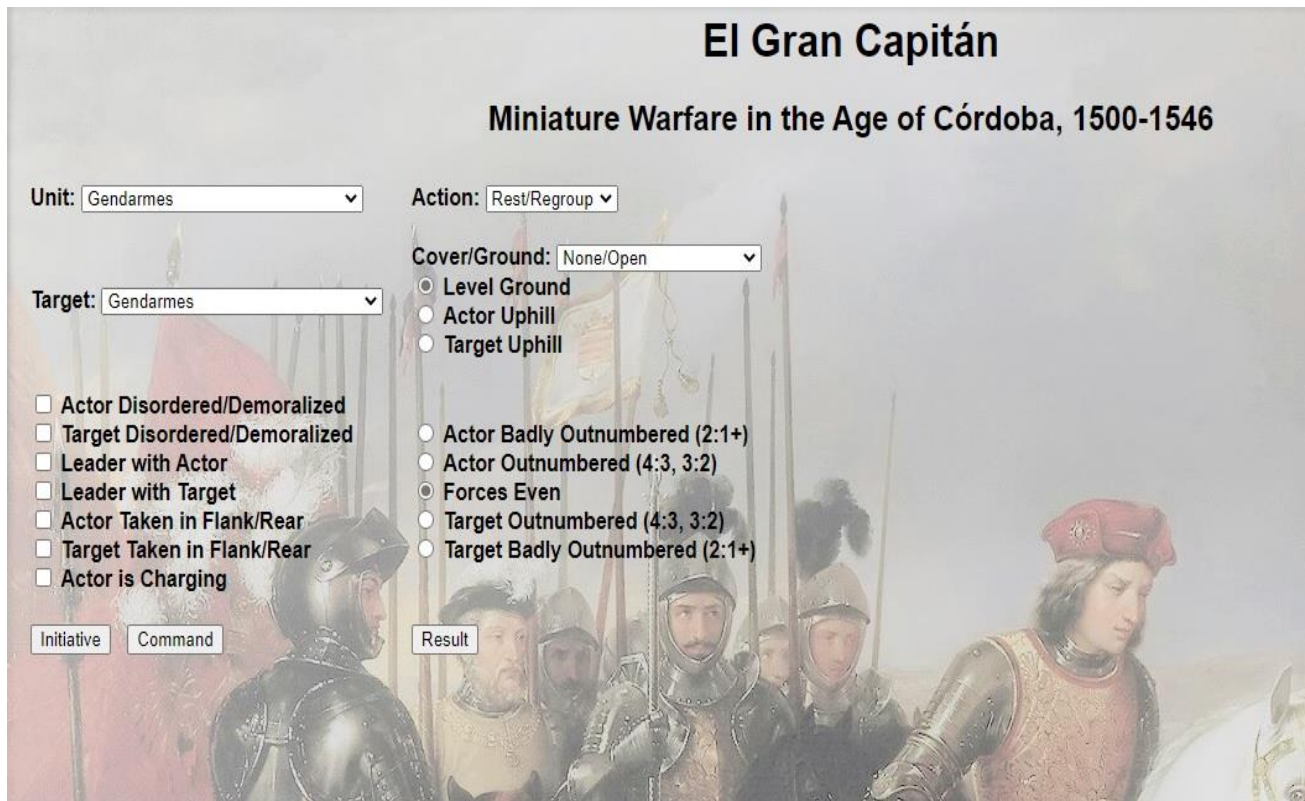 El Gran Capitán
Miniature Warfare in the Age of Córdoba, 1500-1546
Unit: Gendarmes
Action: Rest/Regroup
Cover/Ground: None/Open
Target: Gendarmes
Level Ground
Actor Uphill
Target Uphill
Actor Disordered/Demoralized
Target Disordered/Demoralized
Leader with Actor
Leader with Target
Actor Taken in Flank/Rear
Target Taken in Flank/Rear
Actor is Charging
Actor Badly Outnumbered (2:1+)
Actor Outnumbered (4:3, 3:2)
Forces Even
Target Outnumbered (4:3, 3:2)
Target Badly Outnumbered (2:1+)
Initiative
Command
Result